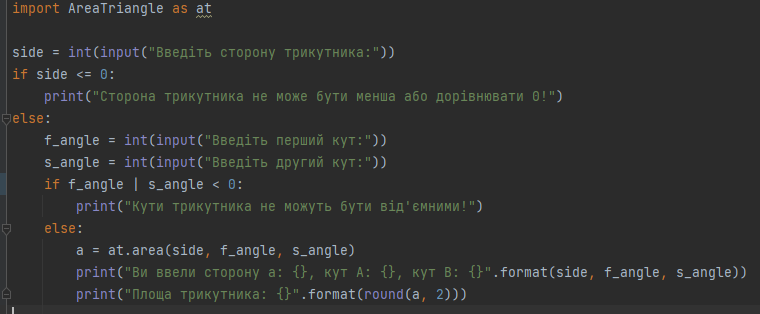 import AreaTriangle as at
side = int(input("Введіть сторону трикутника:"))
if side <= 0:
    print("Сторона трикутника не може бути менша або дорівнювати 0!")
else:
    f_angle = int(input("Введіть перший кут:"))
    s_angle = int(input("Введіть другий кут:"))
    if f_angle | s_angle < 0:
        print("Кути трикутника не можуть бути від'ємними!")
    else:
        a = at.area(side, f_angle, s_angle)
        print("Ви ввели сторону a: {}, кут A: {}, кут B: {}".format(side, f_angle, s_angle))
        print("Площа трикутника: {}".format(round(a, 2)))